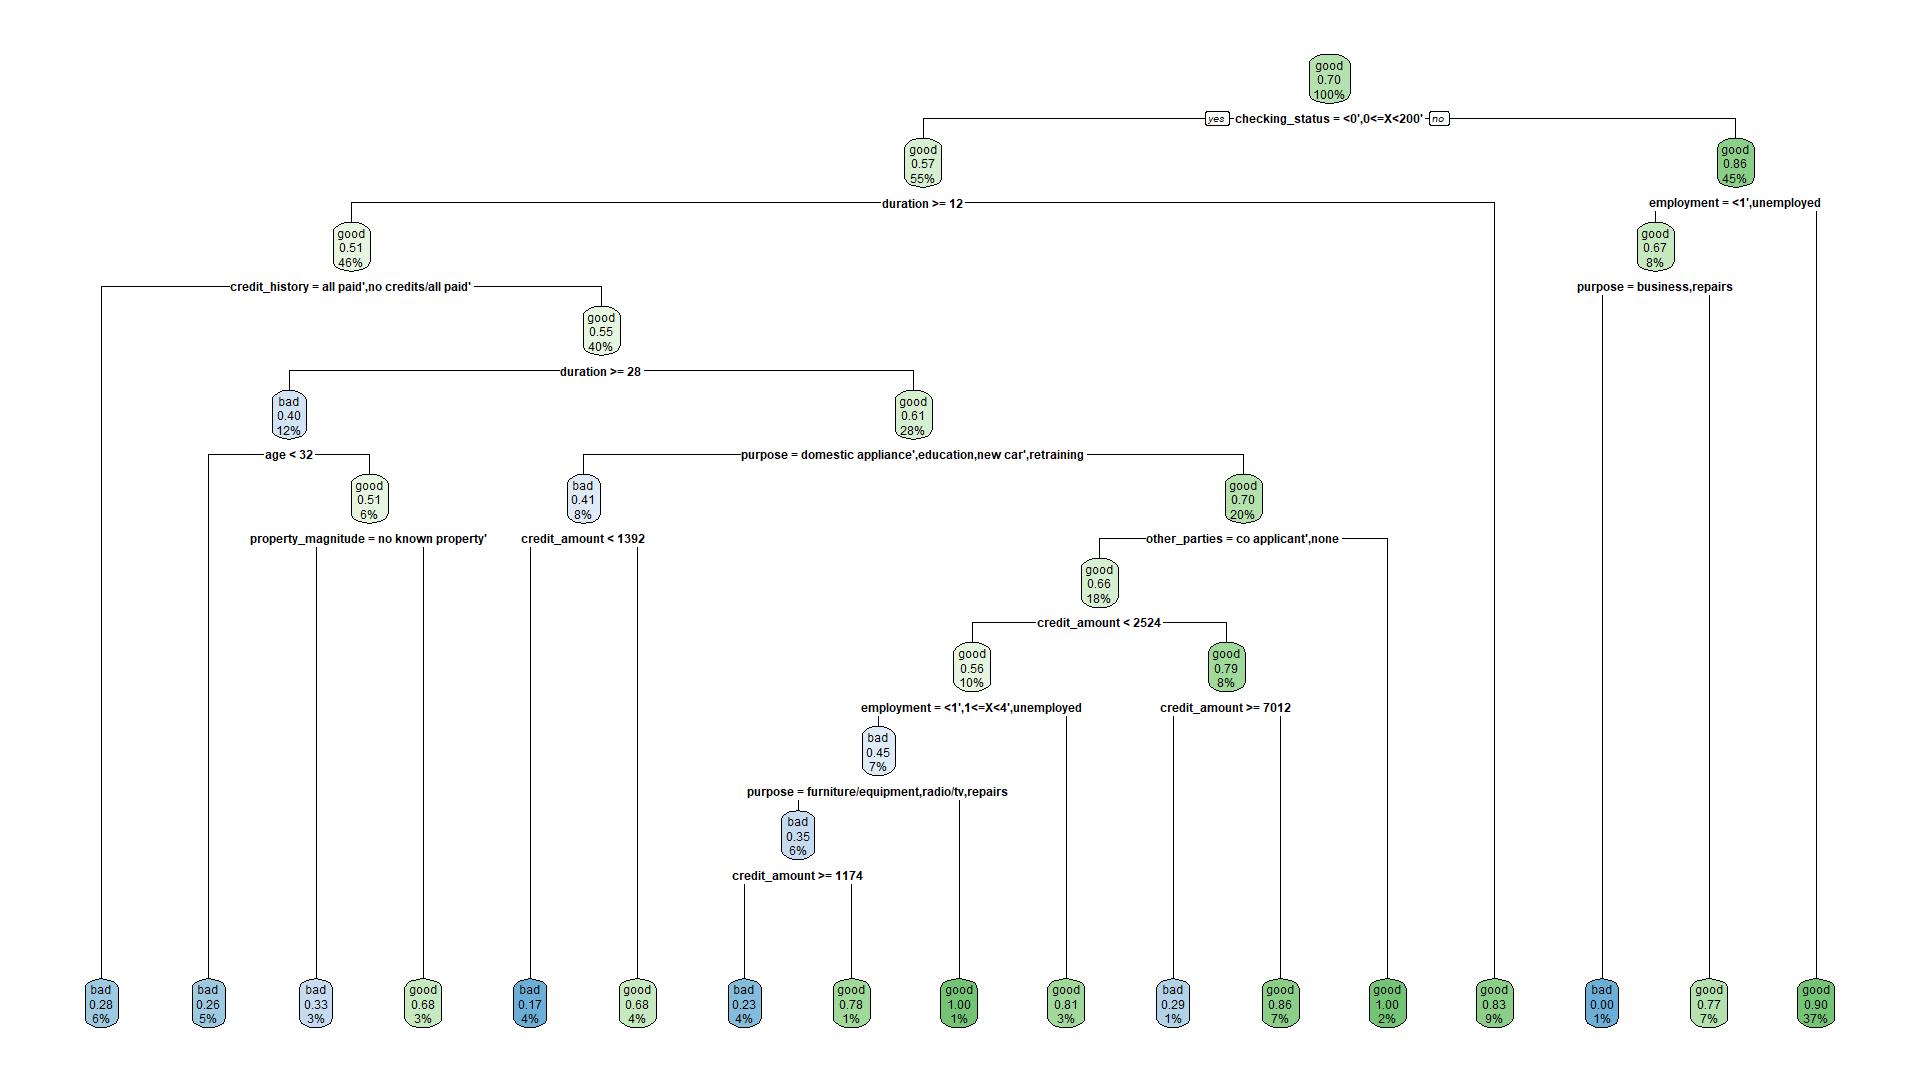 good
0.70
100%
yes checking_status = <0',0<=X<200' no
good
0.57
55%
good
0.86
45%
duration >= 12
employment = <1',unemployed
good
0.51
46%
good
0.67
8%
credit_history = all paid',no credits/all paid'
purpose = business,repairs
good
0.55
40%
duration >= 28
bad
0.40
12%
good
0.61
28%
age < 32
purpose = domestic appliance',education,new car',retraining
good
0.51
6%
bad
0.41
8%
good
0.70
20%
property_magnitude = no known property'
credit_amount < 1392
other_parties = co applicant',none
good
0.66
18%
credit_amount < 2524
good
0.56
10%
good
0.79
8%
employment = <1',1<=X<4',unemployed
credit_amount >= 7012
bad
0.45
7%
purpose = furniture/equipment,radio/tv,repairs
bad
0.35
6%
credit_amount >= 1174
bad
0.28
6%
bad
0.26
5%
bad
0.33
3%
good
0.68
3%
bad
0.17
4%
good
0.68
4%
bad
0.23
4%
good
0.78
1%
good
1.00
1%
good
0.81
3%
bad
0.29
1%
good
0.86
7%
good
1.00
2%
good
0.83
9%
bad
0.00
1%
good
0.77
7%
good
0.90
37%